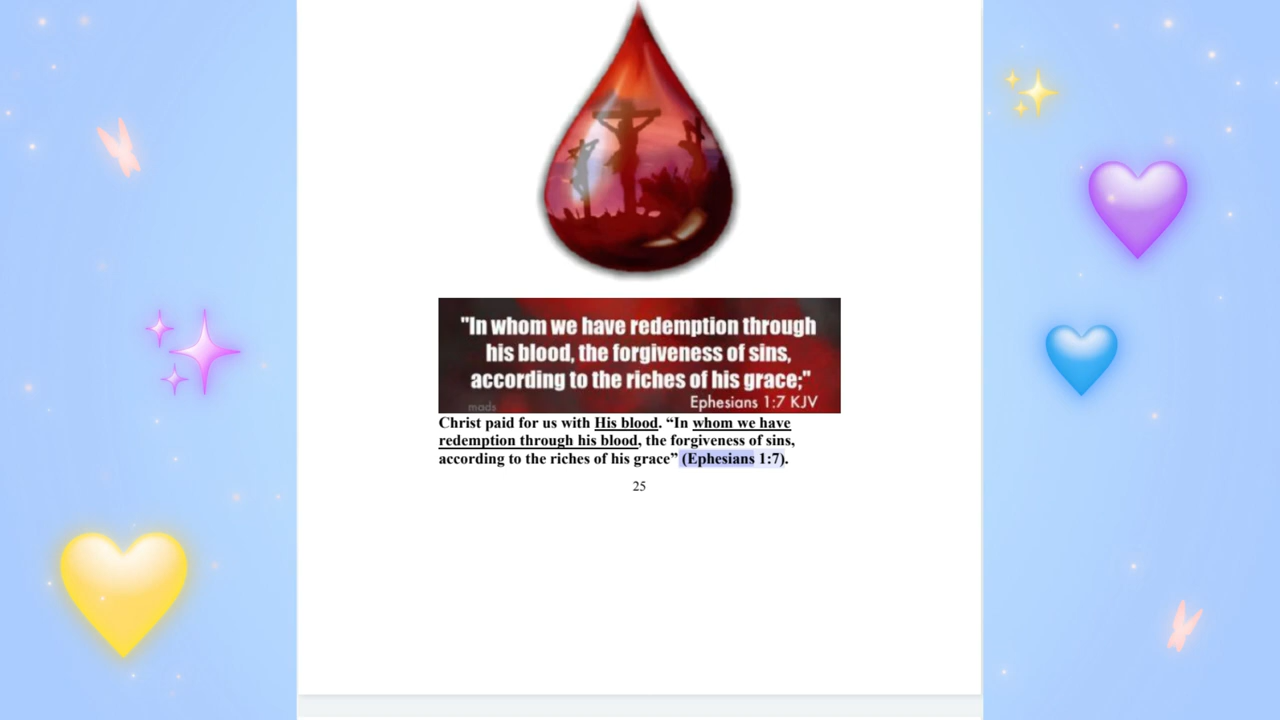 "In whom we have redemption through
his blood, the forgiveness of sins,
according to the riches of his grace;"
Ephesians 1:7 KJV
mads
Christ paid for us with His blood. “In whom we have
redemption through his blood, the forgiveness of sins,
according to the riches of his grace” (Ephesians 1:7).
25